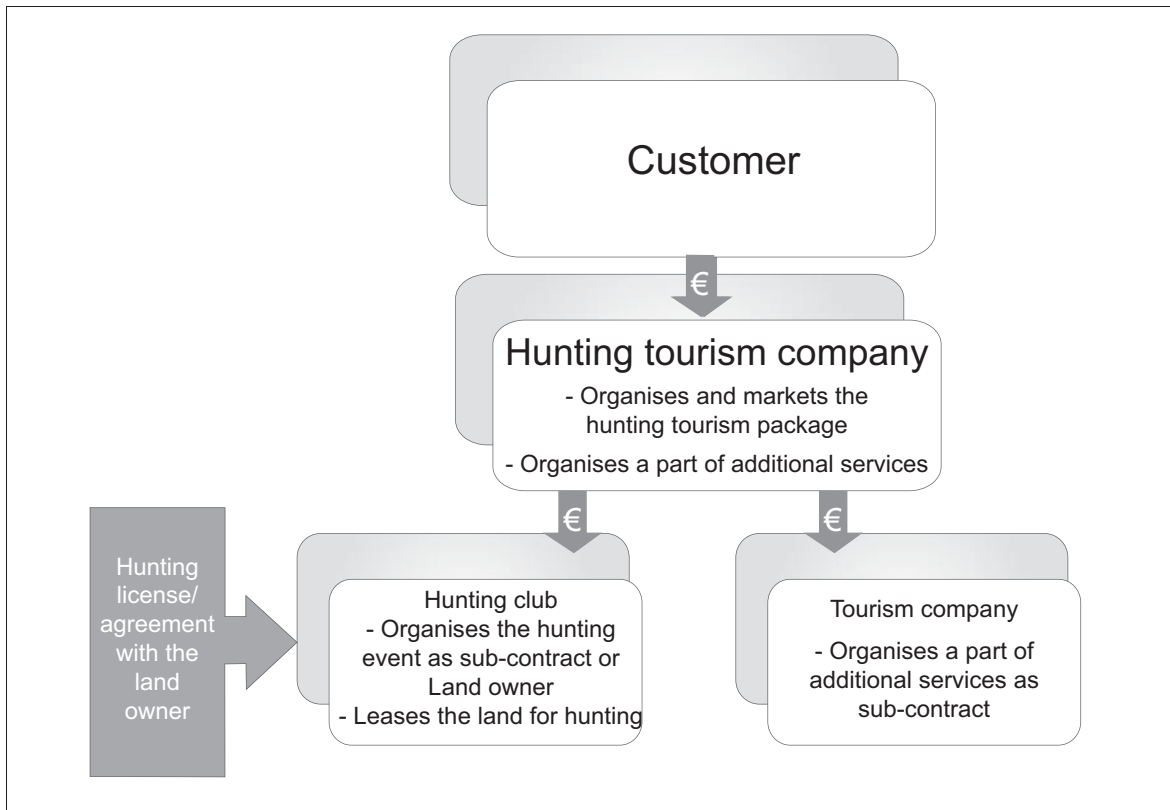 Customer
€
Hunting tourism company
- Organises and markets the
hunting tourism package
- Organises a part of additional services
€
€
Hunting
license/
agreement
with the
land
owner
Hunting club
- Organises the hunting
event as sub-contract or
Land owner
- Leases the land for hunting
Tourism company
- Organises a part of
additional services as
sub-contract